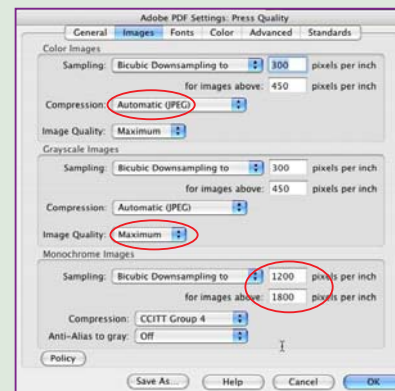 Adobe PDF Settings: Press Quality
General Images Fonts Color Advanced Standards
Color Images
Sampling: Bicubic Downsampling to 300 pixels per inch
for images above: 450 pixels per inch
Compression: Automatic (JPEG)
Image Quality: Maximum
Grayscale Images
Sampling: Bicubic Downsampling to 300 pixels per inch
for images above: 450 pixels per inch
Compression: Automatic (JPEG)
Image Quality: Maximum
Monochrome Images
Sampling: Bicubic Downsampling to 1200 pixels per inch
for images above: 1800 pixels per inch
Compression: CCITT Group 4
Anti-Alias to gray: Off
Policy
Save As... Help Cancel OK